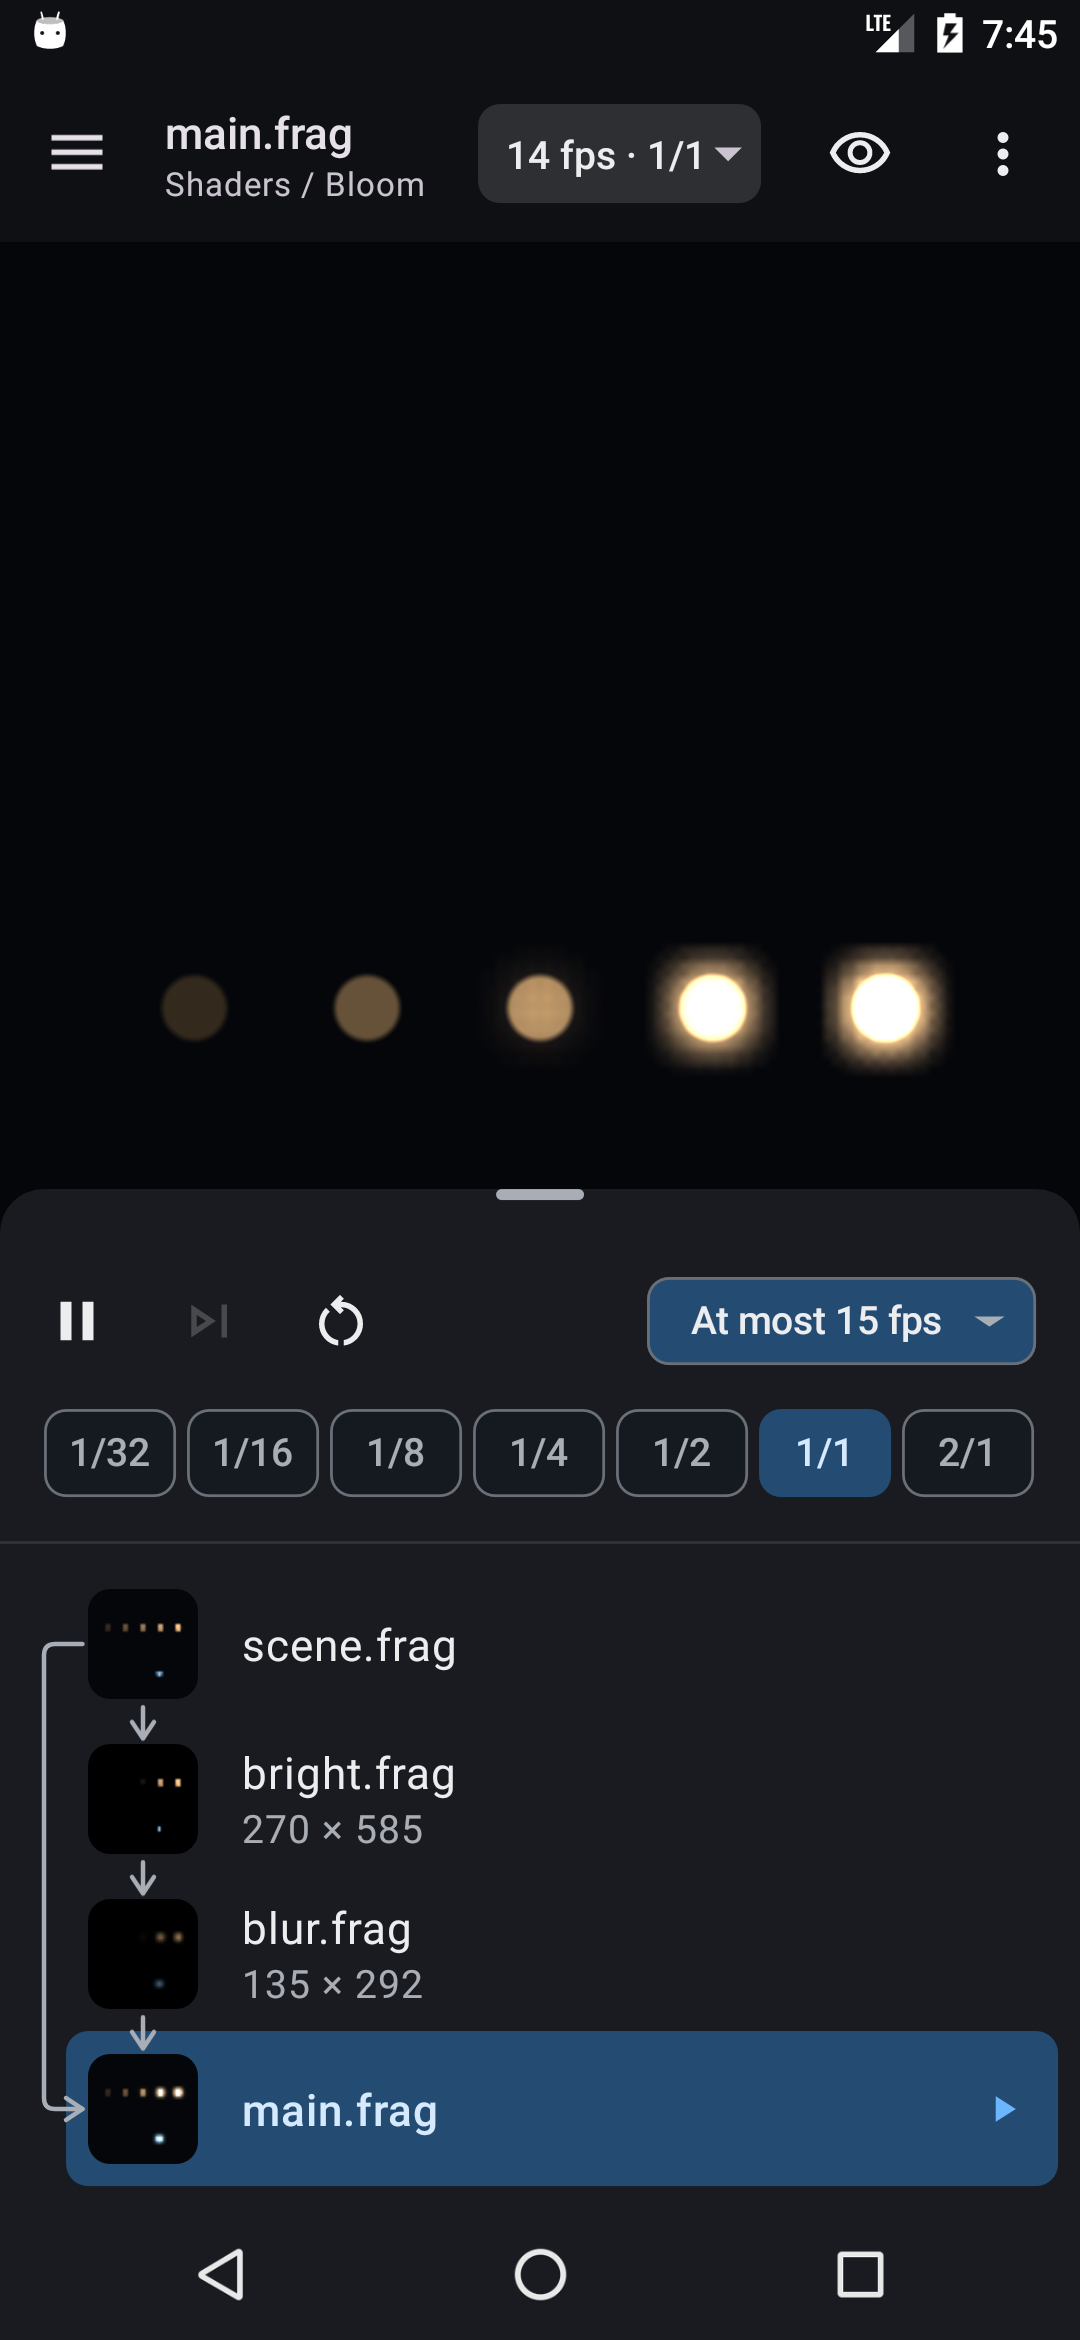 LTE 7:45
main.frag
Shaders / Bloom
14 fps · 1/1
At most 15 fps
1/32 1/16 1/8 1/4 1/2 1/1 2/1
scene.frag
bright.frag
270 × 585
blur.frag
135 × 292
main.frag